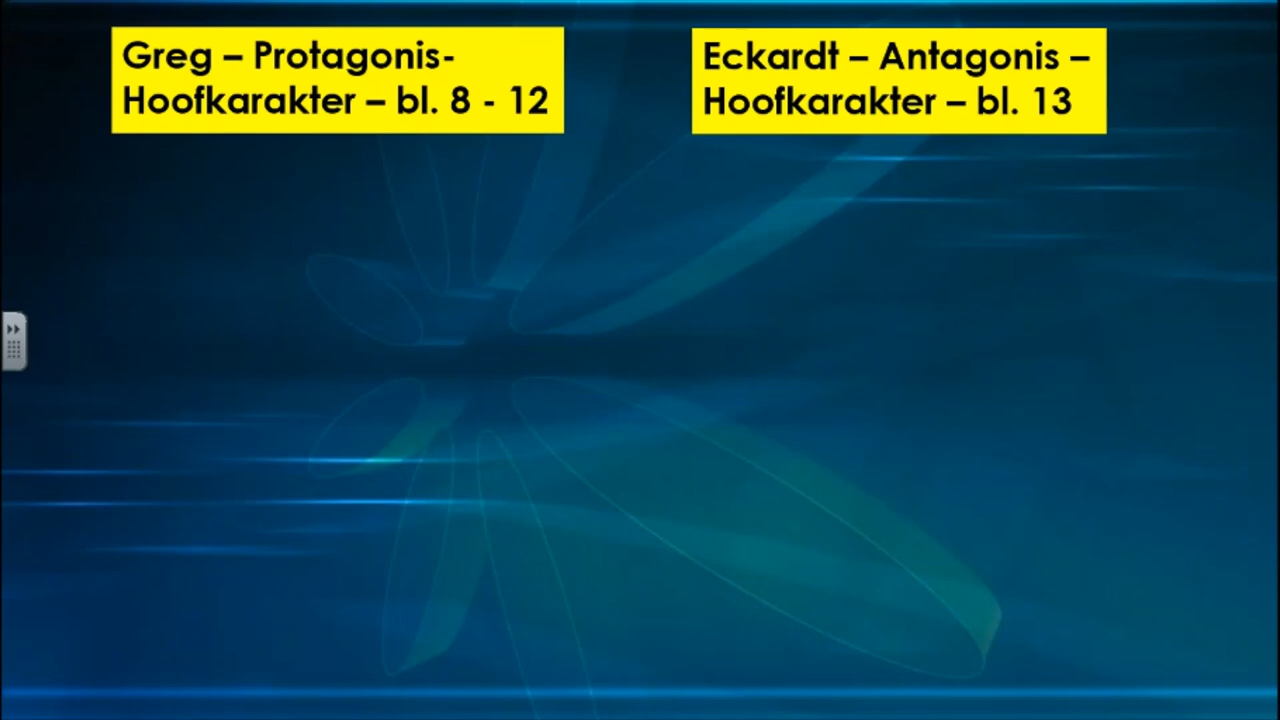 Greg – Protagonis-
Hoofkarakter – bl. 8 - 12
Eckardt – Antagonis –
Hoofkarakter – bl. 13